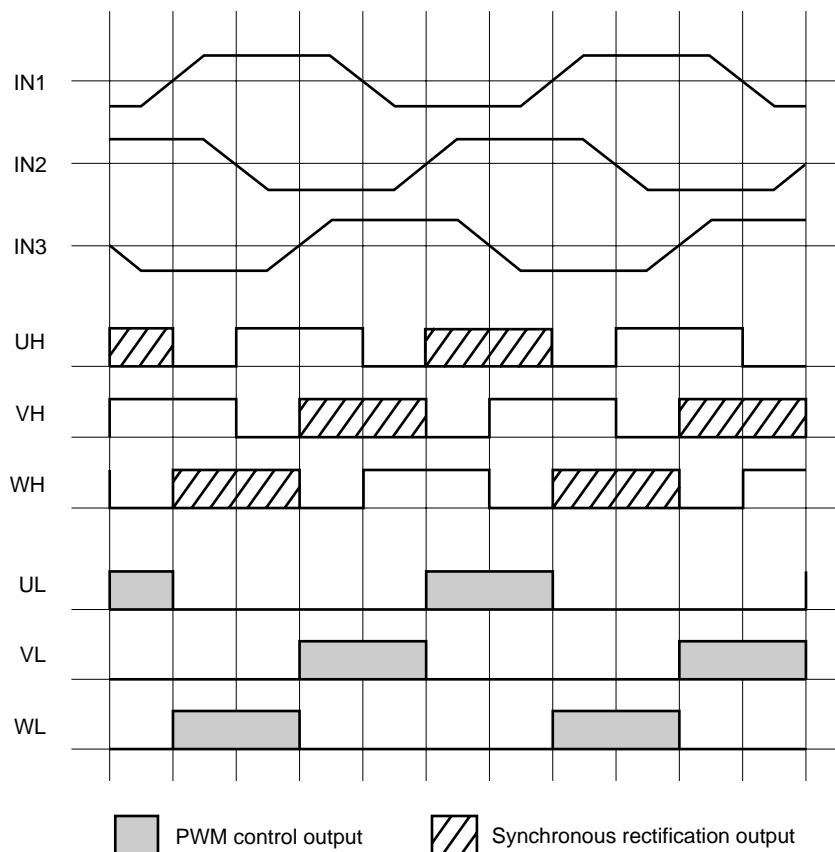 IN1
IN2
IN3
UH
VH
WH
UL
VL
WL
PWM control output
Synchronous rectification output